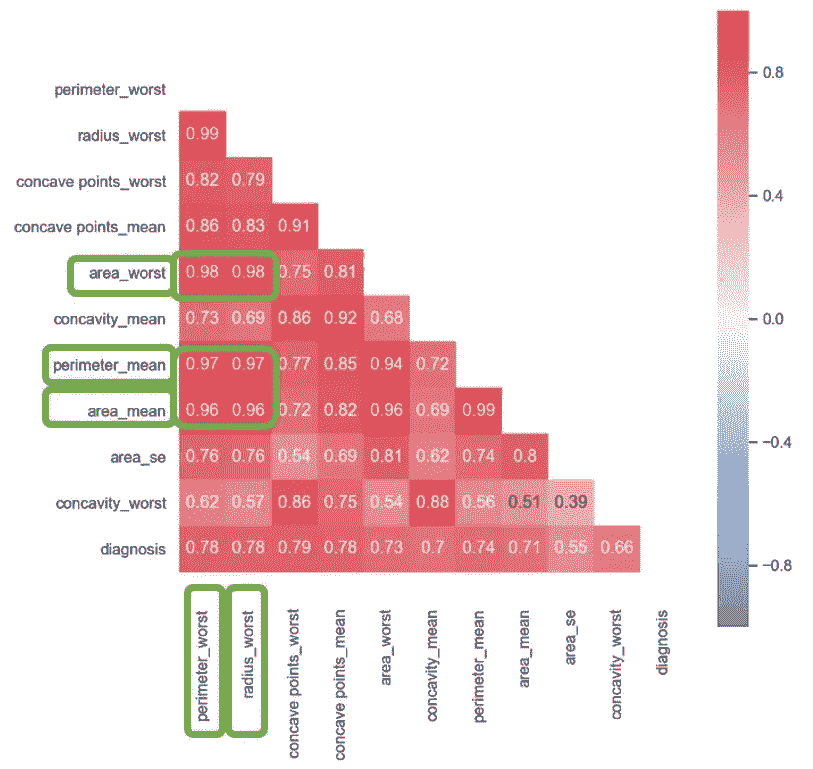 0.8
perimeter_worst
radius_worst 0.99
concave points_worst 0.82 0.79
0.4
concave points_mean 0.86 0.83 0.91
area_worst 0.98 0.98 0.75 0.81
concavity_mean 0.73 0.69 0.86 0.92 0.68
0.0
perimeter_mean 0.97 0.97 0.77 0.85 0.94 0.72
area_mean 0.96 0.96 0.72 0.82 0.96 0.69 0.99
−0.4
area_se 0.76 0.76 0.54 0.69 0.81 0.62 0.74 0.8
concavity_worst 0.62 0.57 0.86 0.75 0.54 0.88 0.56 0.51 0.39
diagnosis 0.78 0.78 0.79 0.78 0.73 0.7 0.74 0.71 0.55 0.66
−0.8
perimeter_worst
radius_worst
concave points_worst
concave points_mean
area_worst
concavity_mean
perimeter_mean
area_mean
area_se
concavity_worst
diagnosis